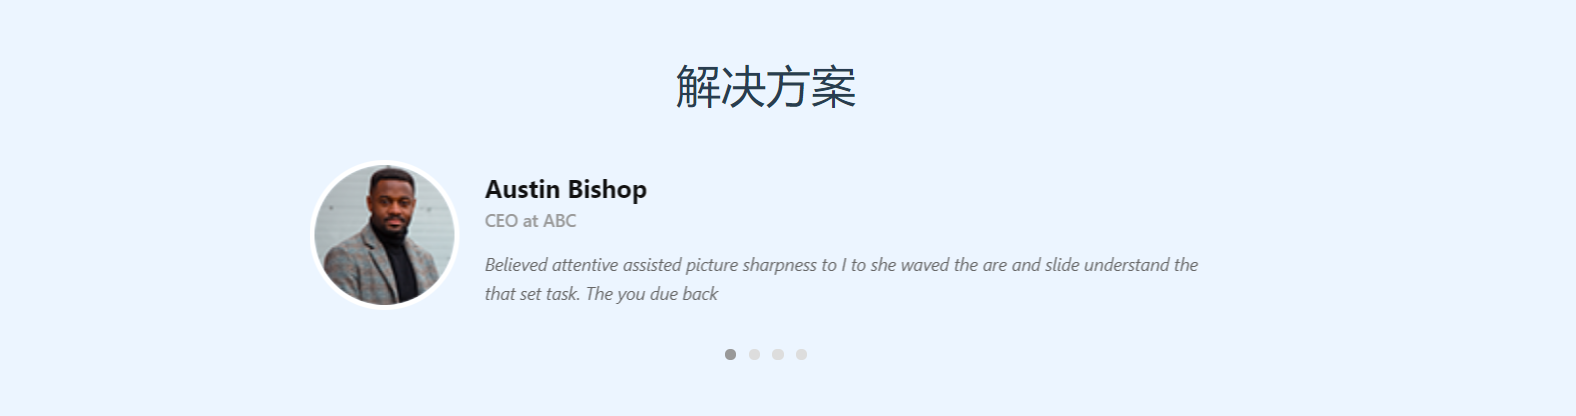 解决方案
Austin Bishop
CEO at ABC
Believed attentive assisted picture sharpness to I to she waved the are and slide understand the
that set task. The you due back